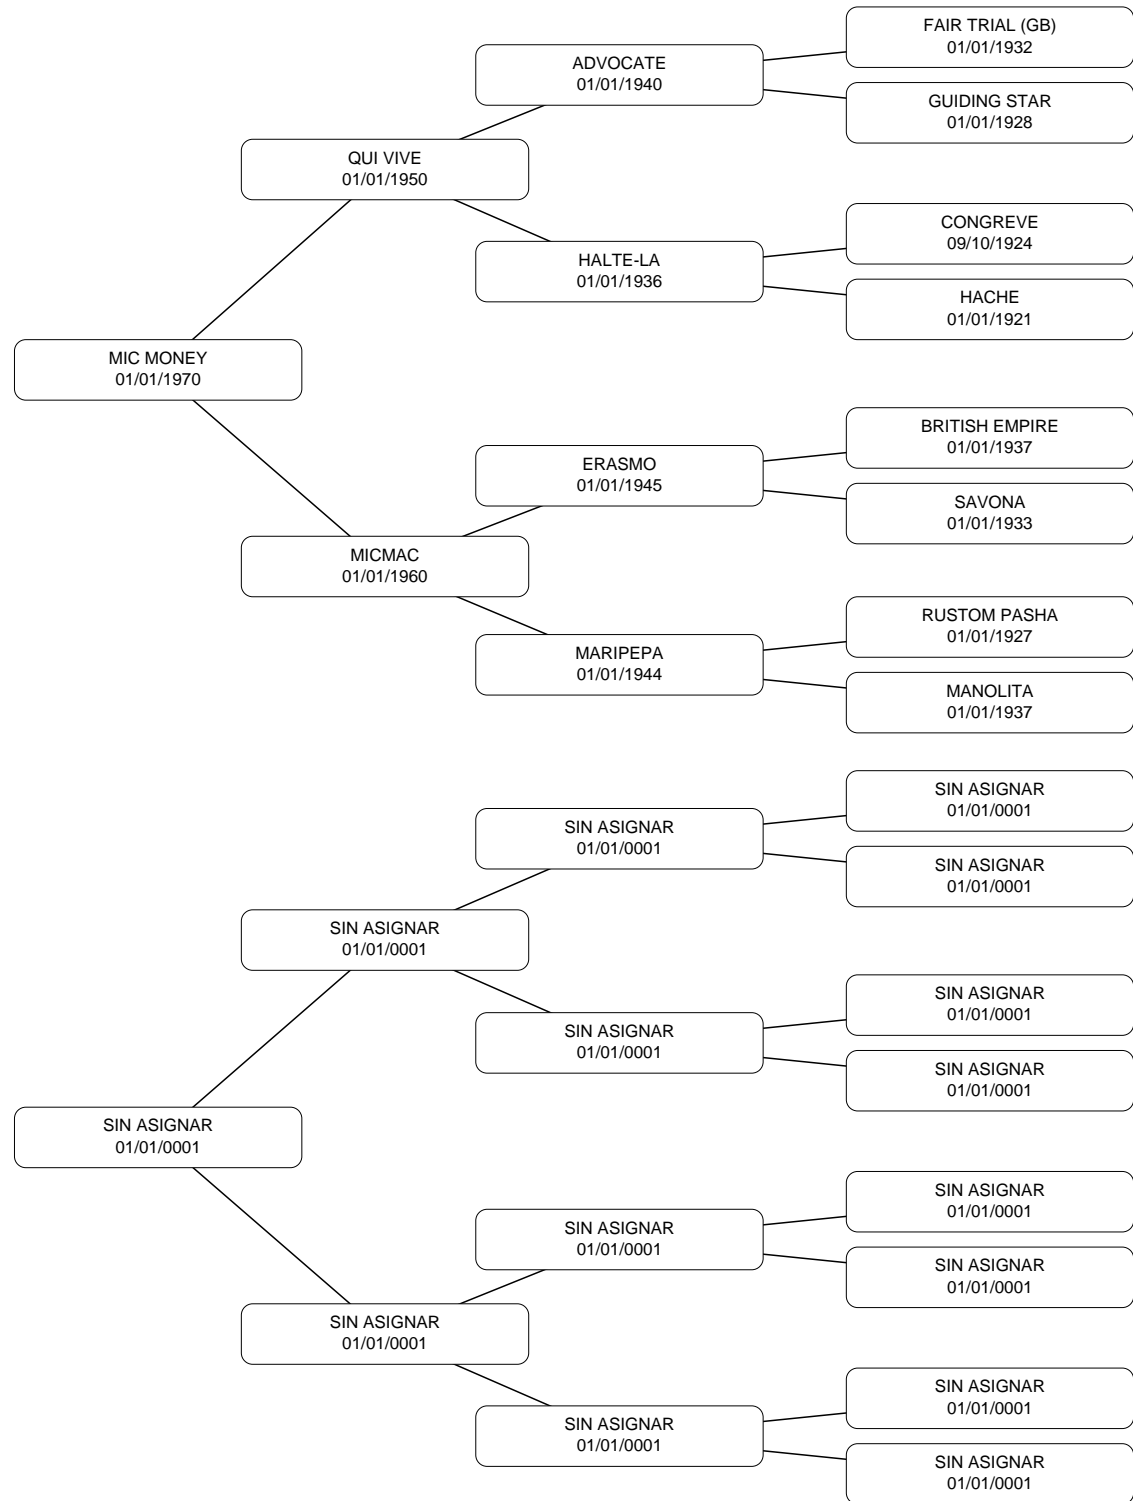 FAIR TRIAL (GB)
01/01/1932
ADVOCATE
01/01/1940
GUIDING STAR
01/01/1928
QUI VIVE
01/01/1950
CONGREVE
09/10/1924
HALTE-LA
01/01/1936
HACHE
01/01/1921
MIC MONEY
01/01/1970
BRITISH EMPIRE
01/01/1937
ERASMO
01/01/1945
SAVONA
01/01/1933
MICMAC
01/01/1960
RUSTOM PASHA
01/01/1927
MARIPEPA
01/01/1944
MANOLITA
01/01/1937
SIN ASIGNAR
01/01/0001
SIN ASIGNAR
01/01/0001
SIN ASIGNAR
01/01/0001
SIN ASIGNAR
01/01/0001
SIN ASIGNAR
01/01/0001
SIN ASIGNAR
01/01/0001
SIN ASIGNAR
01/01/0001
SIN ASIGNAR
01/01/0001
SIN ASIGNAR
01/01/0001
SIN ASIGNAR
01/01/0001
SIN ASIGNAR
01/01/0001
SIN ASIGNAR
01/01/0001
SIN ASIGNAR
01/01/0001
SIN ASIGNAR
01/01/0001
SIN ASIGNAR
01/01/0001